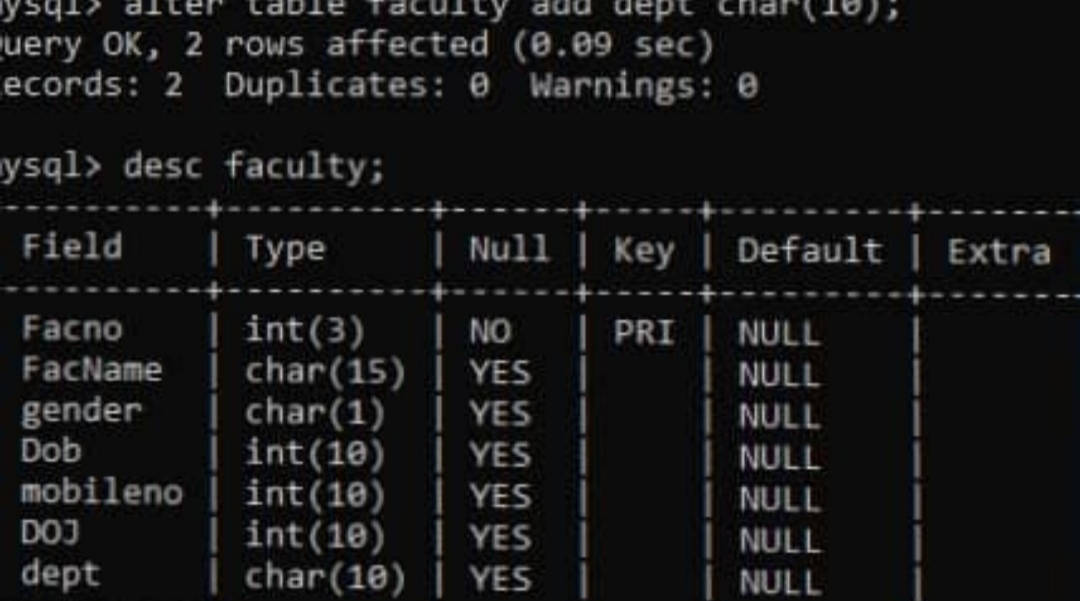 ysql> alter table faculty add dept char(10);
uery OK, 2 rows affected (0.09 sec)
ecords: 2  Duplicates: 0  Warnings: 0
ysql> desc faculty;
Field | Type | Null | Key | Default | Extra
Facno | int(3) | NO | PRI | NULL |
FacName | char(15) | YES | | NULL |
gender | char(1) | YES | | NULL |
Dob | int(10) | YES | | NULL |
mobileno | int(10) | YES | | NULL |
DOJ | int(10) | YES | | NULL |
dept | char(10) | YES | | NULL |